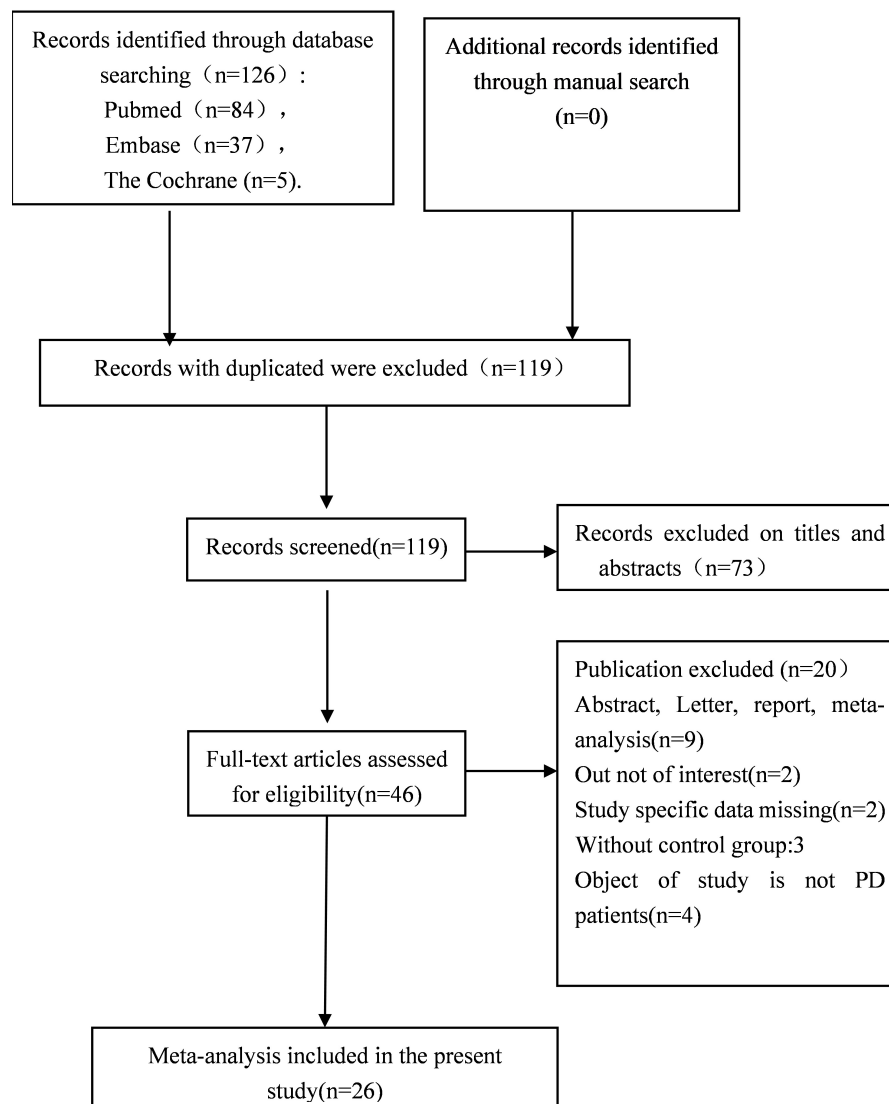 Records identified through database
searching（n=126）:
Pubmed（n=84），
Embase（n=37），
The Cochrane (n=5).
Additional records identified
through manual search
(n=0)
Records with duplicated were excluded（n=119）
Records screened(n=119)
Records excluded on titles and
abstracts（n=73）
Full-text articles assessed
for eligibility(n=46)
Publication excluded (n=20）
Abstract, Letter, report, meta-
analysis(n=9)
Out not of interest(n=2)
Study specific data missing(n=2)
Without control group:3
Object of study is not PD
patients(n=4)
Meta-analysis included in the present
study(n=26)